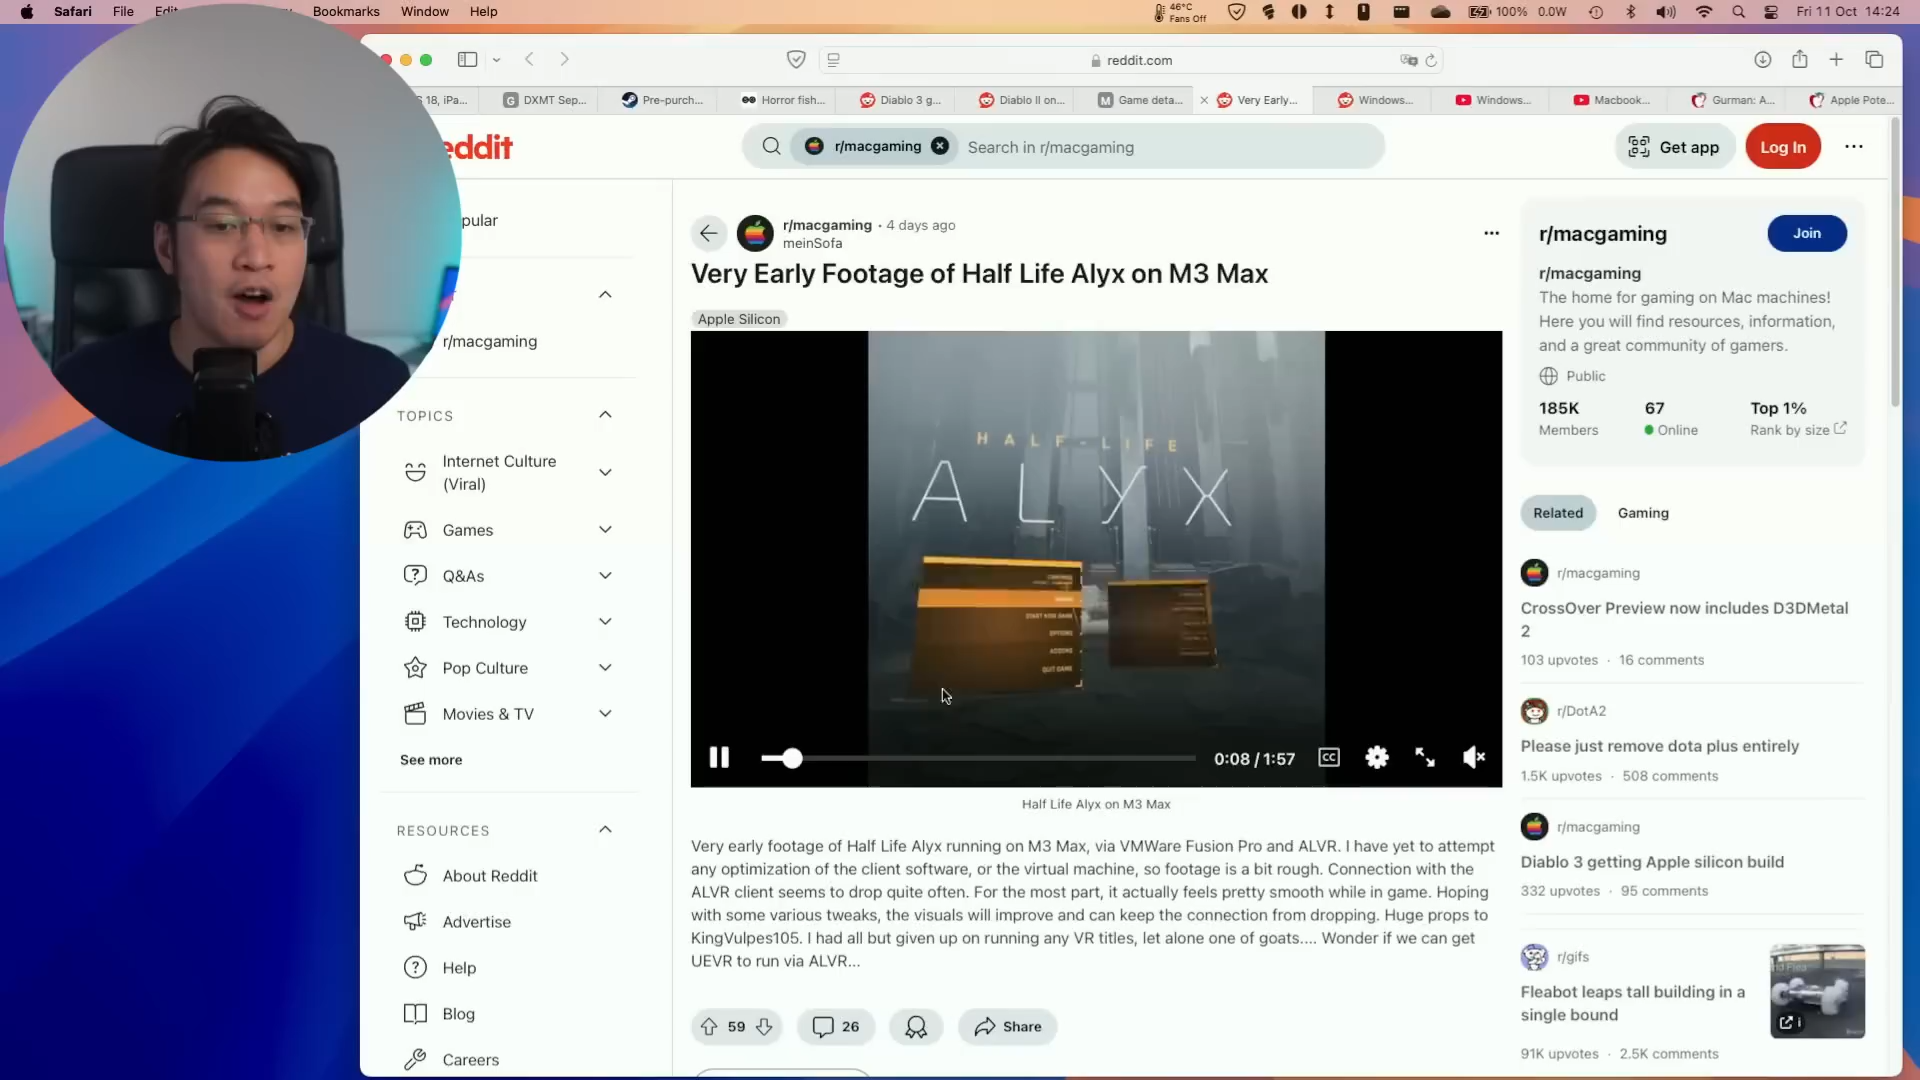 Safari File Edit Bookmarks Window Help 46°C Fans Off 100% 0.0W Fri 11 Oct 14:24
reddit.com
S 18, iPa... DXMT Sep... Pre-purch... Horror fish... Diablo 3 g... Diablo II on... Game deta... Very Early... Windows... Windows... Macbook... Gurman: A... Apple Pote...
eddit r/macgaming Search in r/macgaming Get app Log In
pular
r/macgaming
TOPICS
Internet Culture
(Viral)
Games
Q&As
Technology
Pop Culture
Movies & TV
See more
RESOURCES
About Reddit
Advertise
Help
Blog
Careers
r/macgaming • 4 days ago
meinSofa
Very Early Footage of Half Life Alyx on M3 Max
Apple Silicon
HALF-LIFE
ALYX
START NEW GAME
OPTIONS
ADDONS
QUIT GAME
0:08 / 1:57 CC
Half Life Alyx on M3 Max
Very early footage of Half Life Alyx running on M3 Max, via VMWare Fusion Pro and ALVR. I have yet to attempt
any optimization of the client software, or the virtual machine, so footage is a bit rough. Connection with the
ALVR client seems to drop quite often. For the most part, it actually feels pretty smooth while in game. Hoping
with some various tweaks, the visuals will improve and can keep the connection from dropping. Huge props to
KingVulpes105. I had all but given up on running any VR titles, let alone one of goats.... Wonder if we can get
UEVR to run via ALVR...
59 26 Share
r/macgaming Join
r/macgaming
The home for gaming on Mac machines!
Here you will find resources, information,
and a great community of gamers.
Public
185K 67 Top 1%
Members Online Rank by size
Related Gaming
r/macgaming
CrossOver Preview now includes D3DMetal
2
103 upvotes · 16 comments
r/DotA2
Please just remove dota plus entirely
1.5K upvotes · 508 comments
r/macgaming
Diablo 3 getting Apple silicon build
332 upvotes · 95 comments
r/gifs
Fleabot leaps tall building in a
single bound
91K upvotes · 2.5K comments